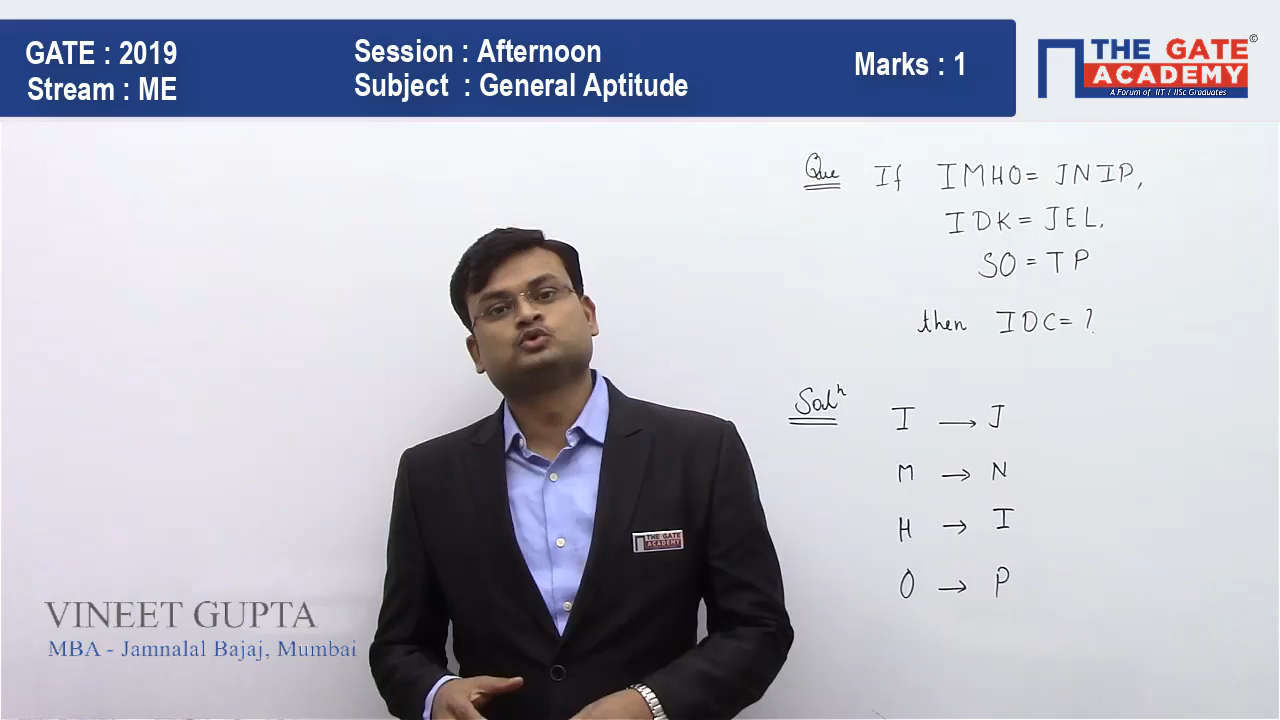 GATE : 2019
Stream : ME
Session : Afternoon
Subject : General Aptitude
Marks : 1
THE GATE
ACADEMY
©
A Forum of IIT / IISc Graduates
Que If IMHO = JNIP,
IDK = JEL,
SO = TP
then IDC = ?
Solⁿ I → J
M → N
H → I
O → P
THE GATE
ACADEMY
VINEET GUPTA
MBA - Jamnalal Bajaj, Mumbai